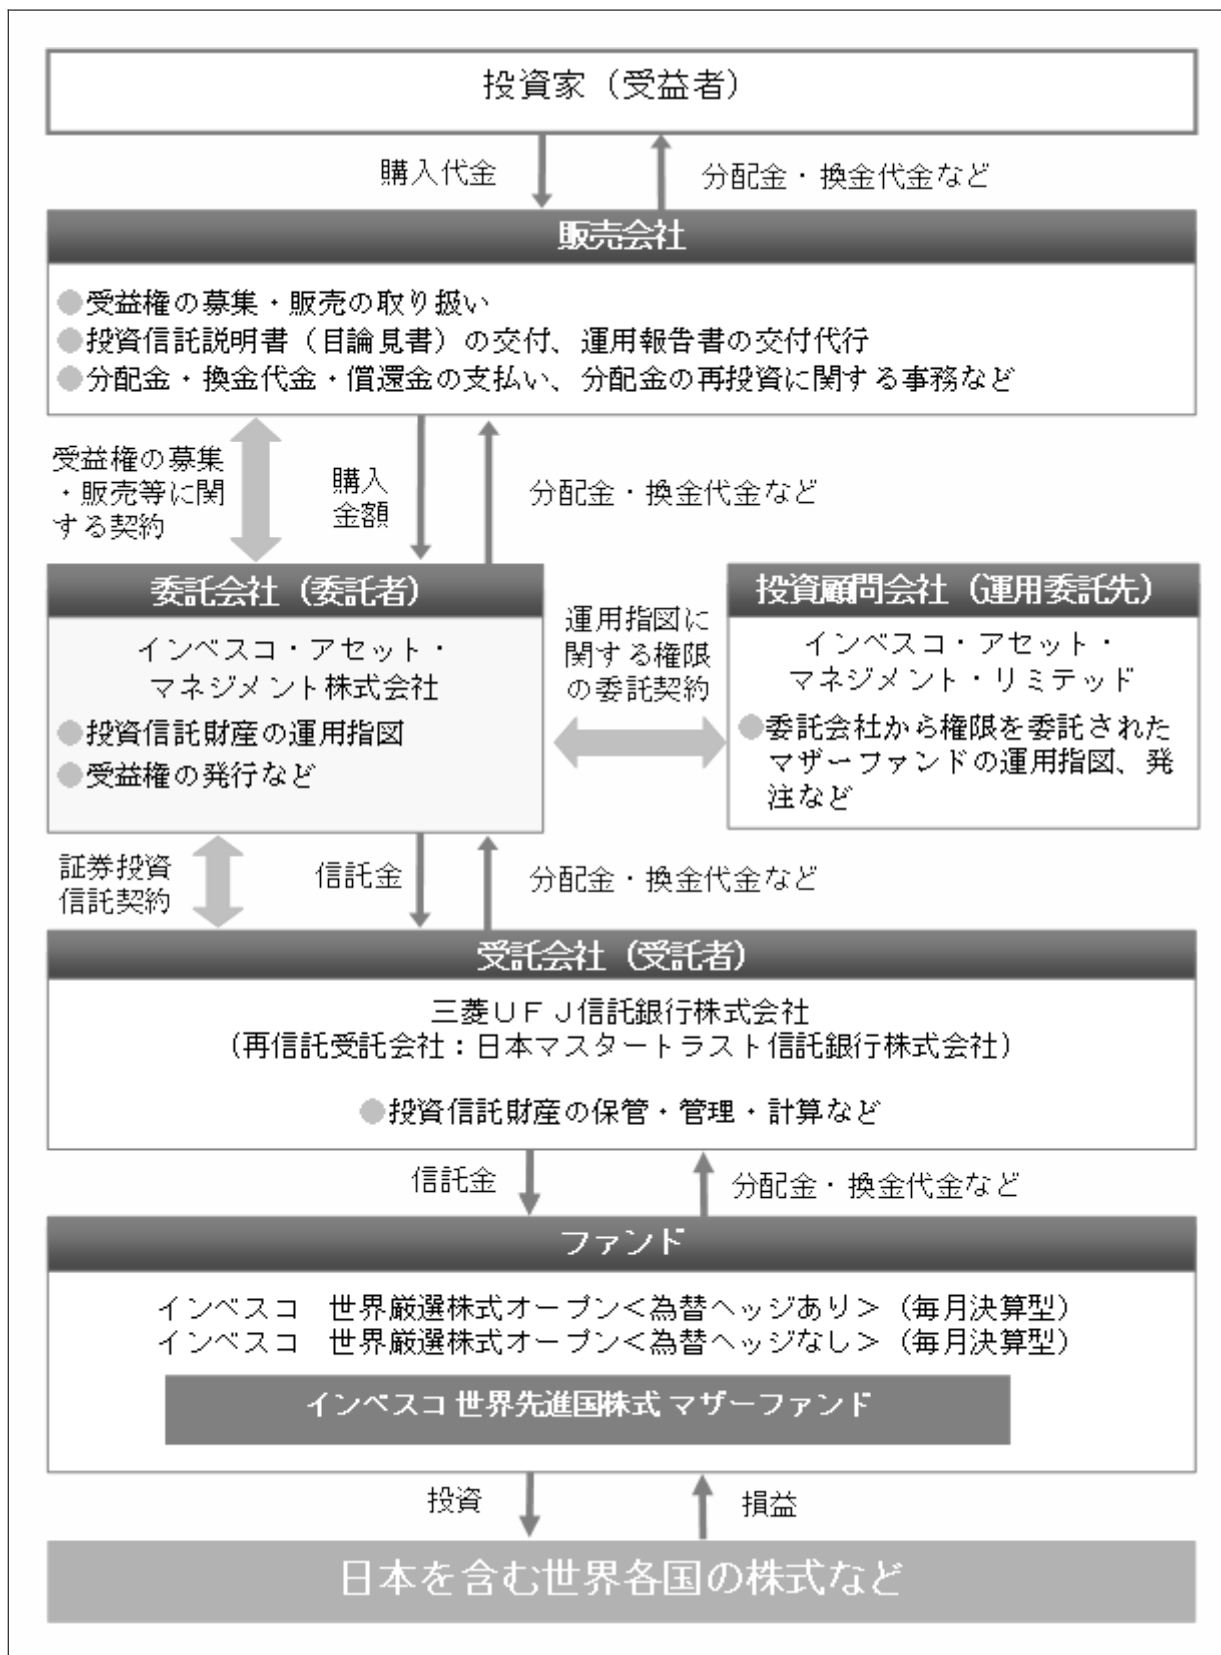 投資家（受益者）
購入代金
分配金・換金代金など
販売会社
●受益権の募集・販売の取り扱い
●投資信託説明書（目論見書）の交付、運用報告書の交付代行
●分配金・換金代金・償還金の支払い、分配金の再投資に関する事務など
受益権の募集
・販売等に関
する契約
購入
金額
分配金・換金代金など
委託会社（委託者）
インベスコ・アセット・
マネジメント株式会社
●投資信託財産の運用指図
●受益権の発行など
運用指図に
関する権限
の委託契約
投資顧問会社（運用委託先）
インベスコ・アセット・
マネジメント・リミテッド
●委託会社から権限を委託された
マザーファンドの運用指図、発
注など
証券投資
信託契約
信託金
分配金・換金代金など
受託会社（受託者）
三菱ＵＦＪ信託銀行株式会社
（再信託受託会社：日本マスタートラスト信託銀行株式会社）
●投資信託財産の保管・管理・計算など
信託金
分配金・換金代金など
ファンド
インベスコ　世界厳選株式オープン＜為替ヘッジあり＞（毎月決算型）
インベスコ　世界厳選株式オープン＜為替ヘッジなし＞（毎月決算型）
インベスコ 世界先進国株式 マザーファンド
投資
損益
日本を含む世界各国の株式など